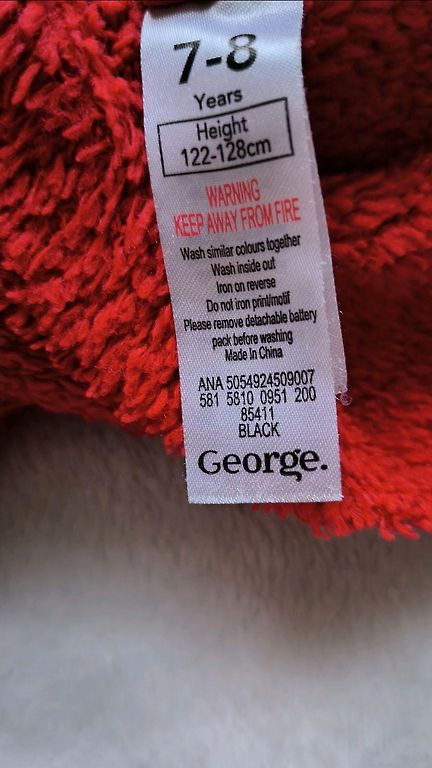 7-8
Years
Height
122-128cm
WARNING
KEEP AWAY FROM FIRE
Wash similar colours together
Wash inside out
Iron on reverse
Do not iron print/motif
Please remove detachable battery
pack before washing
Made In China
ANA 5054924509007
581 5810 0951 200
85411
BLACK
George.